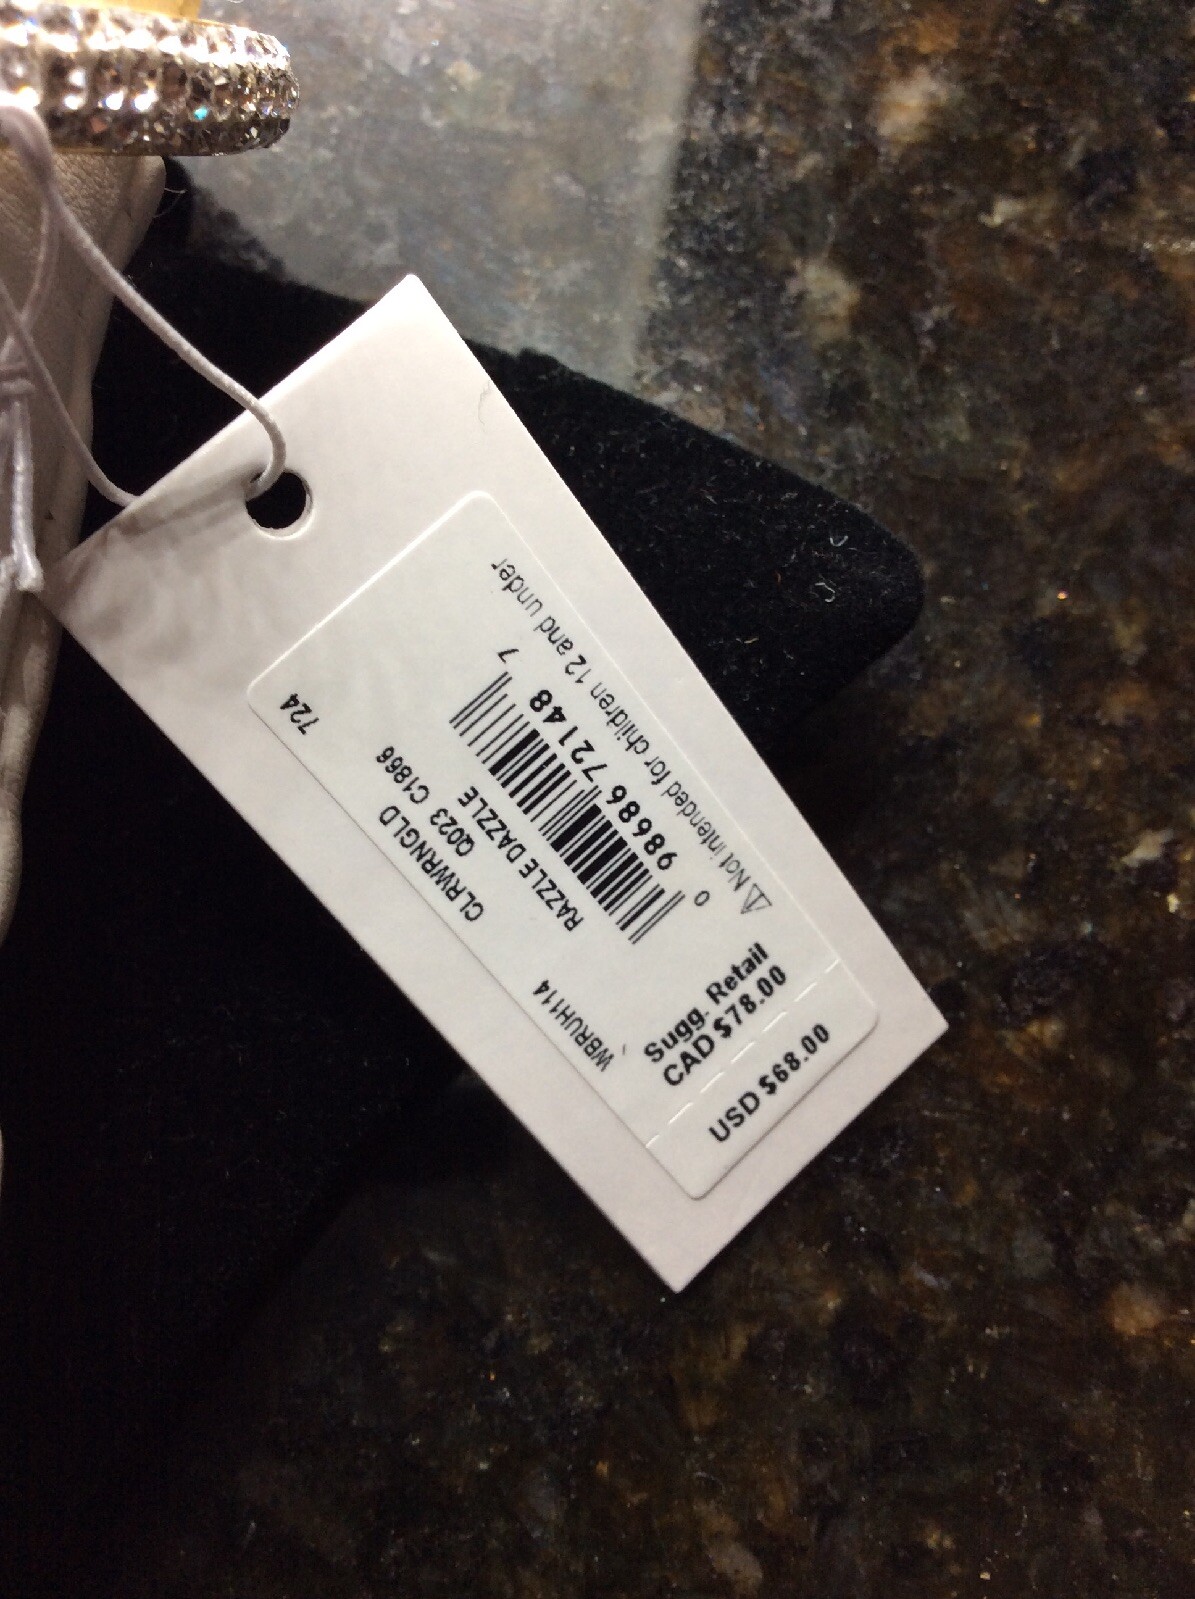 WBRUH114 724
CLRWRNGLD
Q023 C1866
RAZZLE DAZZLE
0 98686 72148 7
⚠ Not intended for children 12 and under
Sugg. Retail
CAD $78.00
USD $68.00